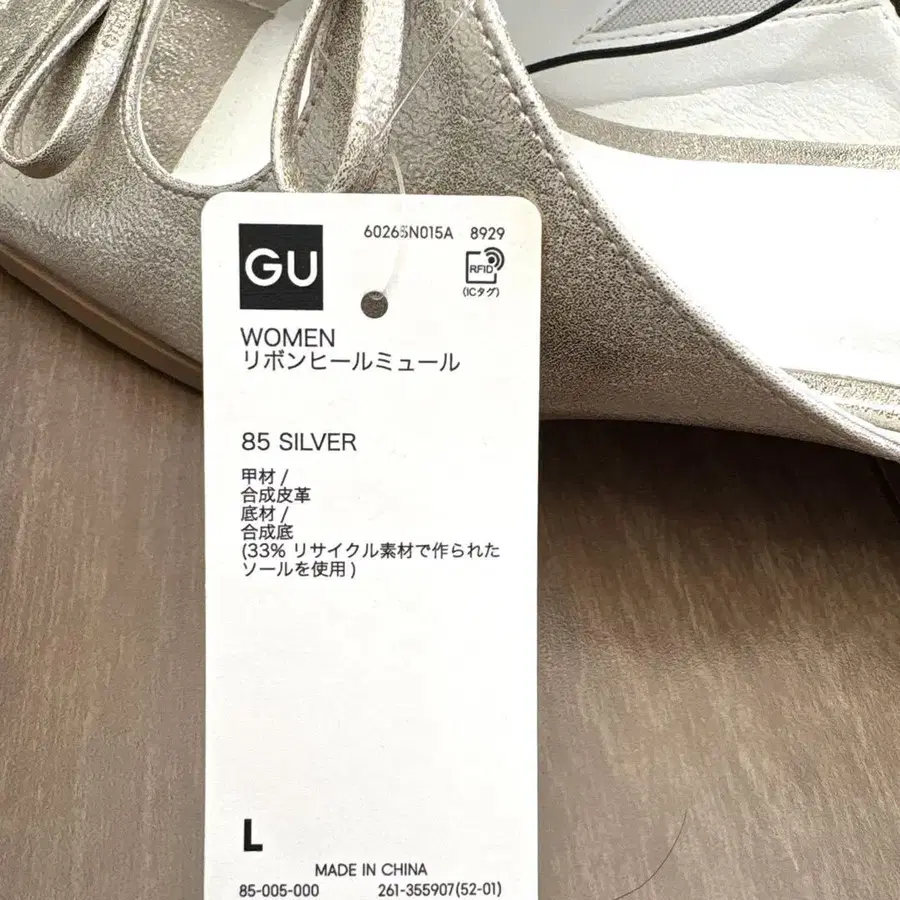 6026SN015A 8929
GU
RFID
(ICタグ)
WOMEN
リボンヒールミュール
85 SILVER
甲材 /
合成皮革
底材 /
合成底
(33% リサイクル素材で作られた
ソールを使用 )
L
MADE IN CHINA
85-005-000 261-355907(52-01)